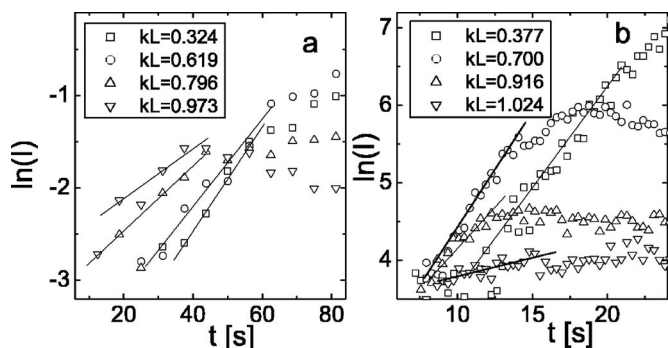 kL=0.324
kL=0.619
kL=0.796
kL=0.973
a
-1
-2
-3
ln(I)
20 40 60 80
t [s]
kL=0.377
kL=0.700
kL=0.916
kL=1.024
b
7
6
5
4
ln(I)
10 15 20
t [s]